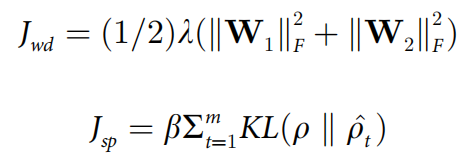 J_{wd} = (1/2)λ(‖W_1‖_F^2 + ‖W_2‖_F^2)
J_{sp} = βΣ_{t=1}^m KL(ρ ‖ ρ̂_t)